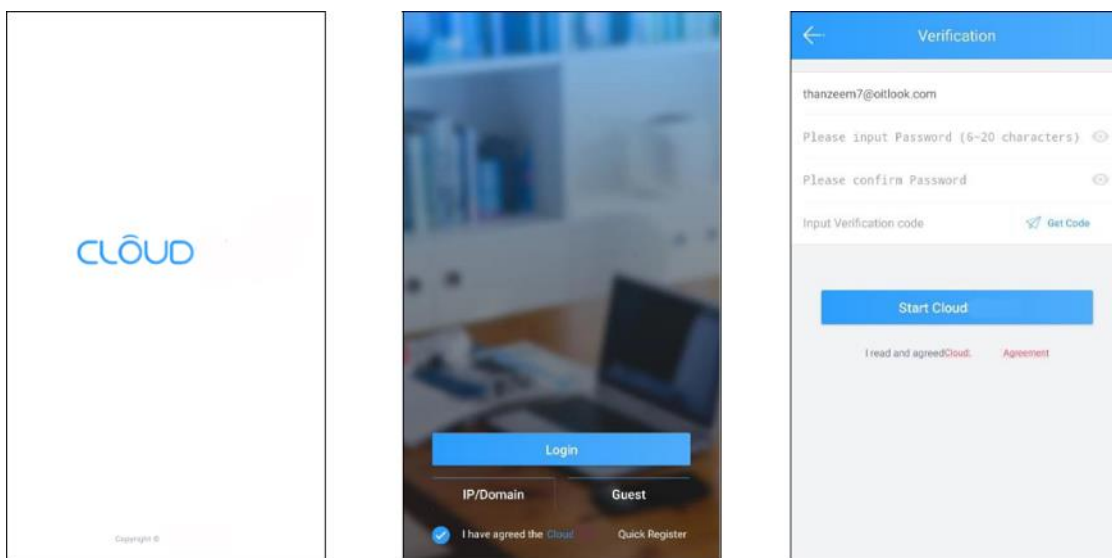 CLÔUD
Copyright ©
Login
IP/Domain Guest
I have agreed the Cloud Quick Register
Verification
thanzeem7@oitlook.com
Please input Password (6-20 characters)
Please confirm Password
Input Verification code Get Code
Start Cloud
I read and agreedCloud. Agreement